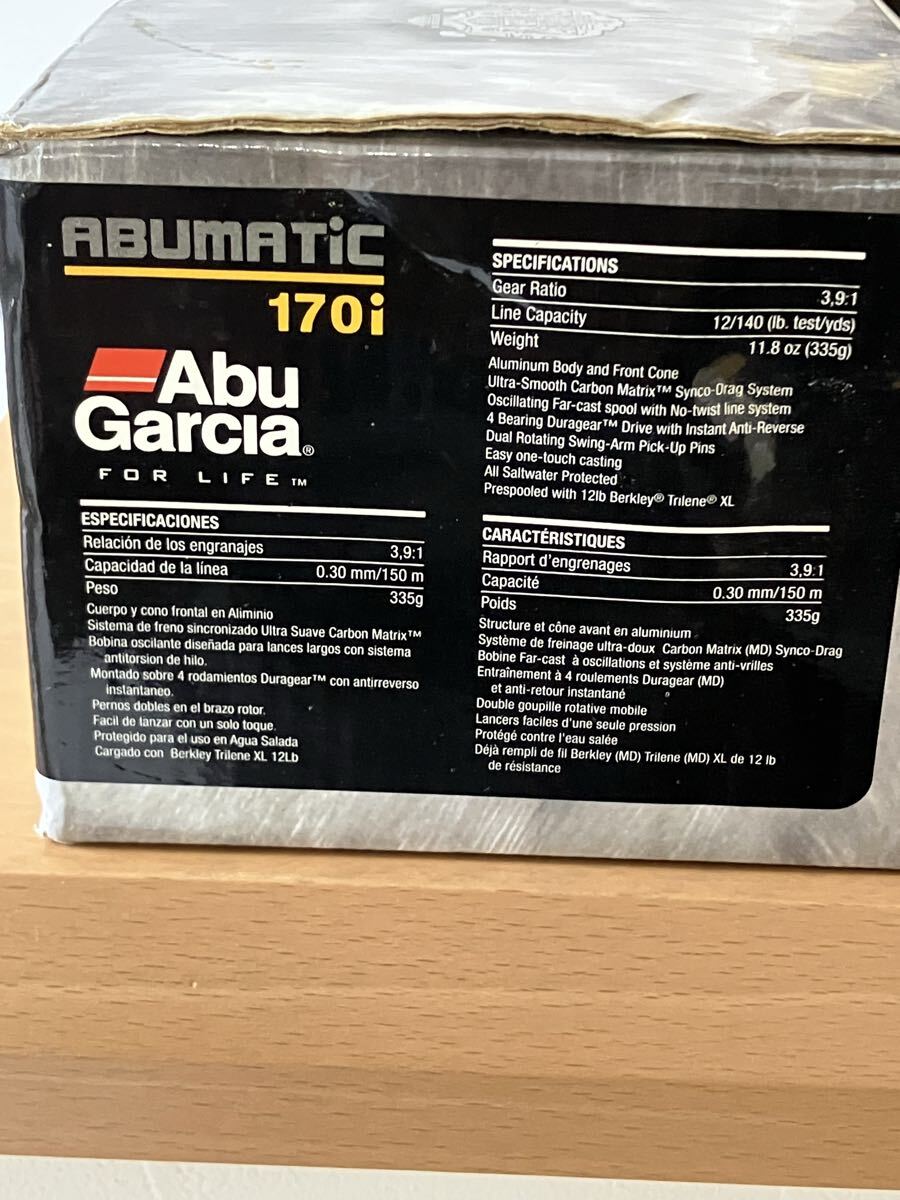 ABUMATiC
170i
Abu
Garcia®
FOR LIFE™
SPECIFICATIONS
Gear Ratio 3,9:1
Line Capacity 12/140 (lb. test/yds)
Weight 11.8 oz (335g)
Aluminum Body and Front Cone
Ultra-Smooth Carbon Matrix™ Synco-Drag System
Oscillating Far-cast spool with No-twist line system
4 Bearing Duragear™ Drive with Instant Anti-Reverse
Dual Rotating Swing-Arm Pick-Up Pins
Easy one-touch casting
All Saltwater Protected
Prespooled with 12lb Berkley® Trilene® XL
ESPECIFICACIONES
Relación de los engranajes 3,9:1
Capacidad de la línea 0.30 mm/150 m
Peso 335g
Cuerpo y cono frontal en Aliminio
Sistema de freno sincronizado Ultra Suave Carbon Matrix™
Bobina oscilante diseñada para lances largos con sistema
antitorsion de hilo.
Montado sobre 4 rodamientos Duragear™ con antirreverso
instantaneo.
Pernos dobles en el brazo rotor.
Facil de lanzar con un solo toque.
Protegido para el uso en Agua Salada
Cargado con Berkley Trilene XL 12Lb
CARACTÉRISTIQUES
Rapport d'engrenages 3,9:1
Capacité 0.30 mm/150 m
Poids 335g
Structure et cône avant en aluminium
Système de freinage ultra-doux Carbon Matrix (MD) Synco-Drag
Bobine Far-cast à oscillations et système anti-vrilles
Entraînement à 4 roulements Duragear (MD)
et anti-retour instantané
Double goupille rotative mobile
Lancers faciles d'une seule pression
Protégé contre l'eau salée
Déjà rempli de fil Berkley (MD) Trilene (MD) XL de 12 lb
de résistance